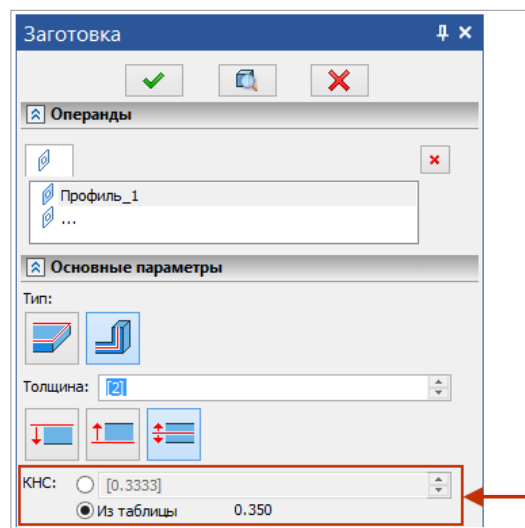 Заготовка
Операнды
Профиль_1
...
Основные параметры
Тип:
Толщина: [2]
КНС: [0.3333]
Из таблицы 0.350